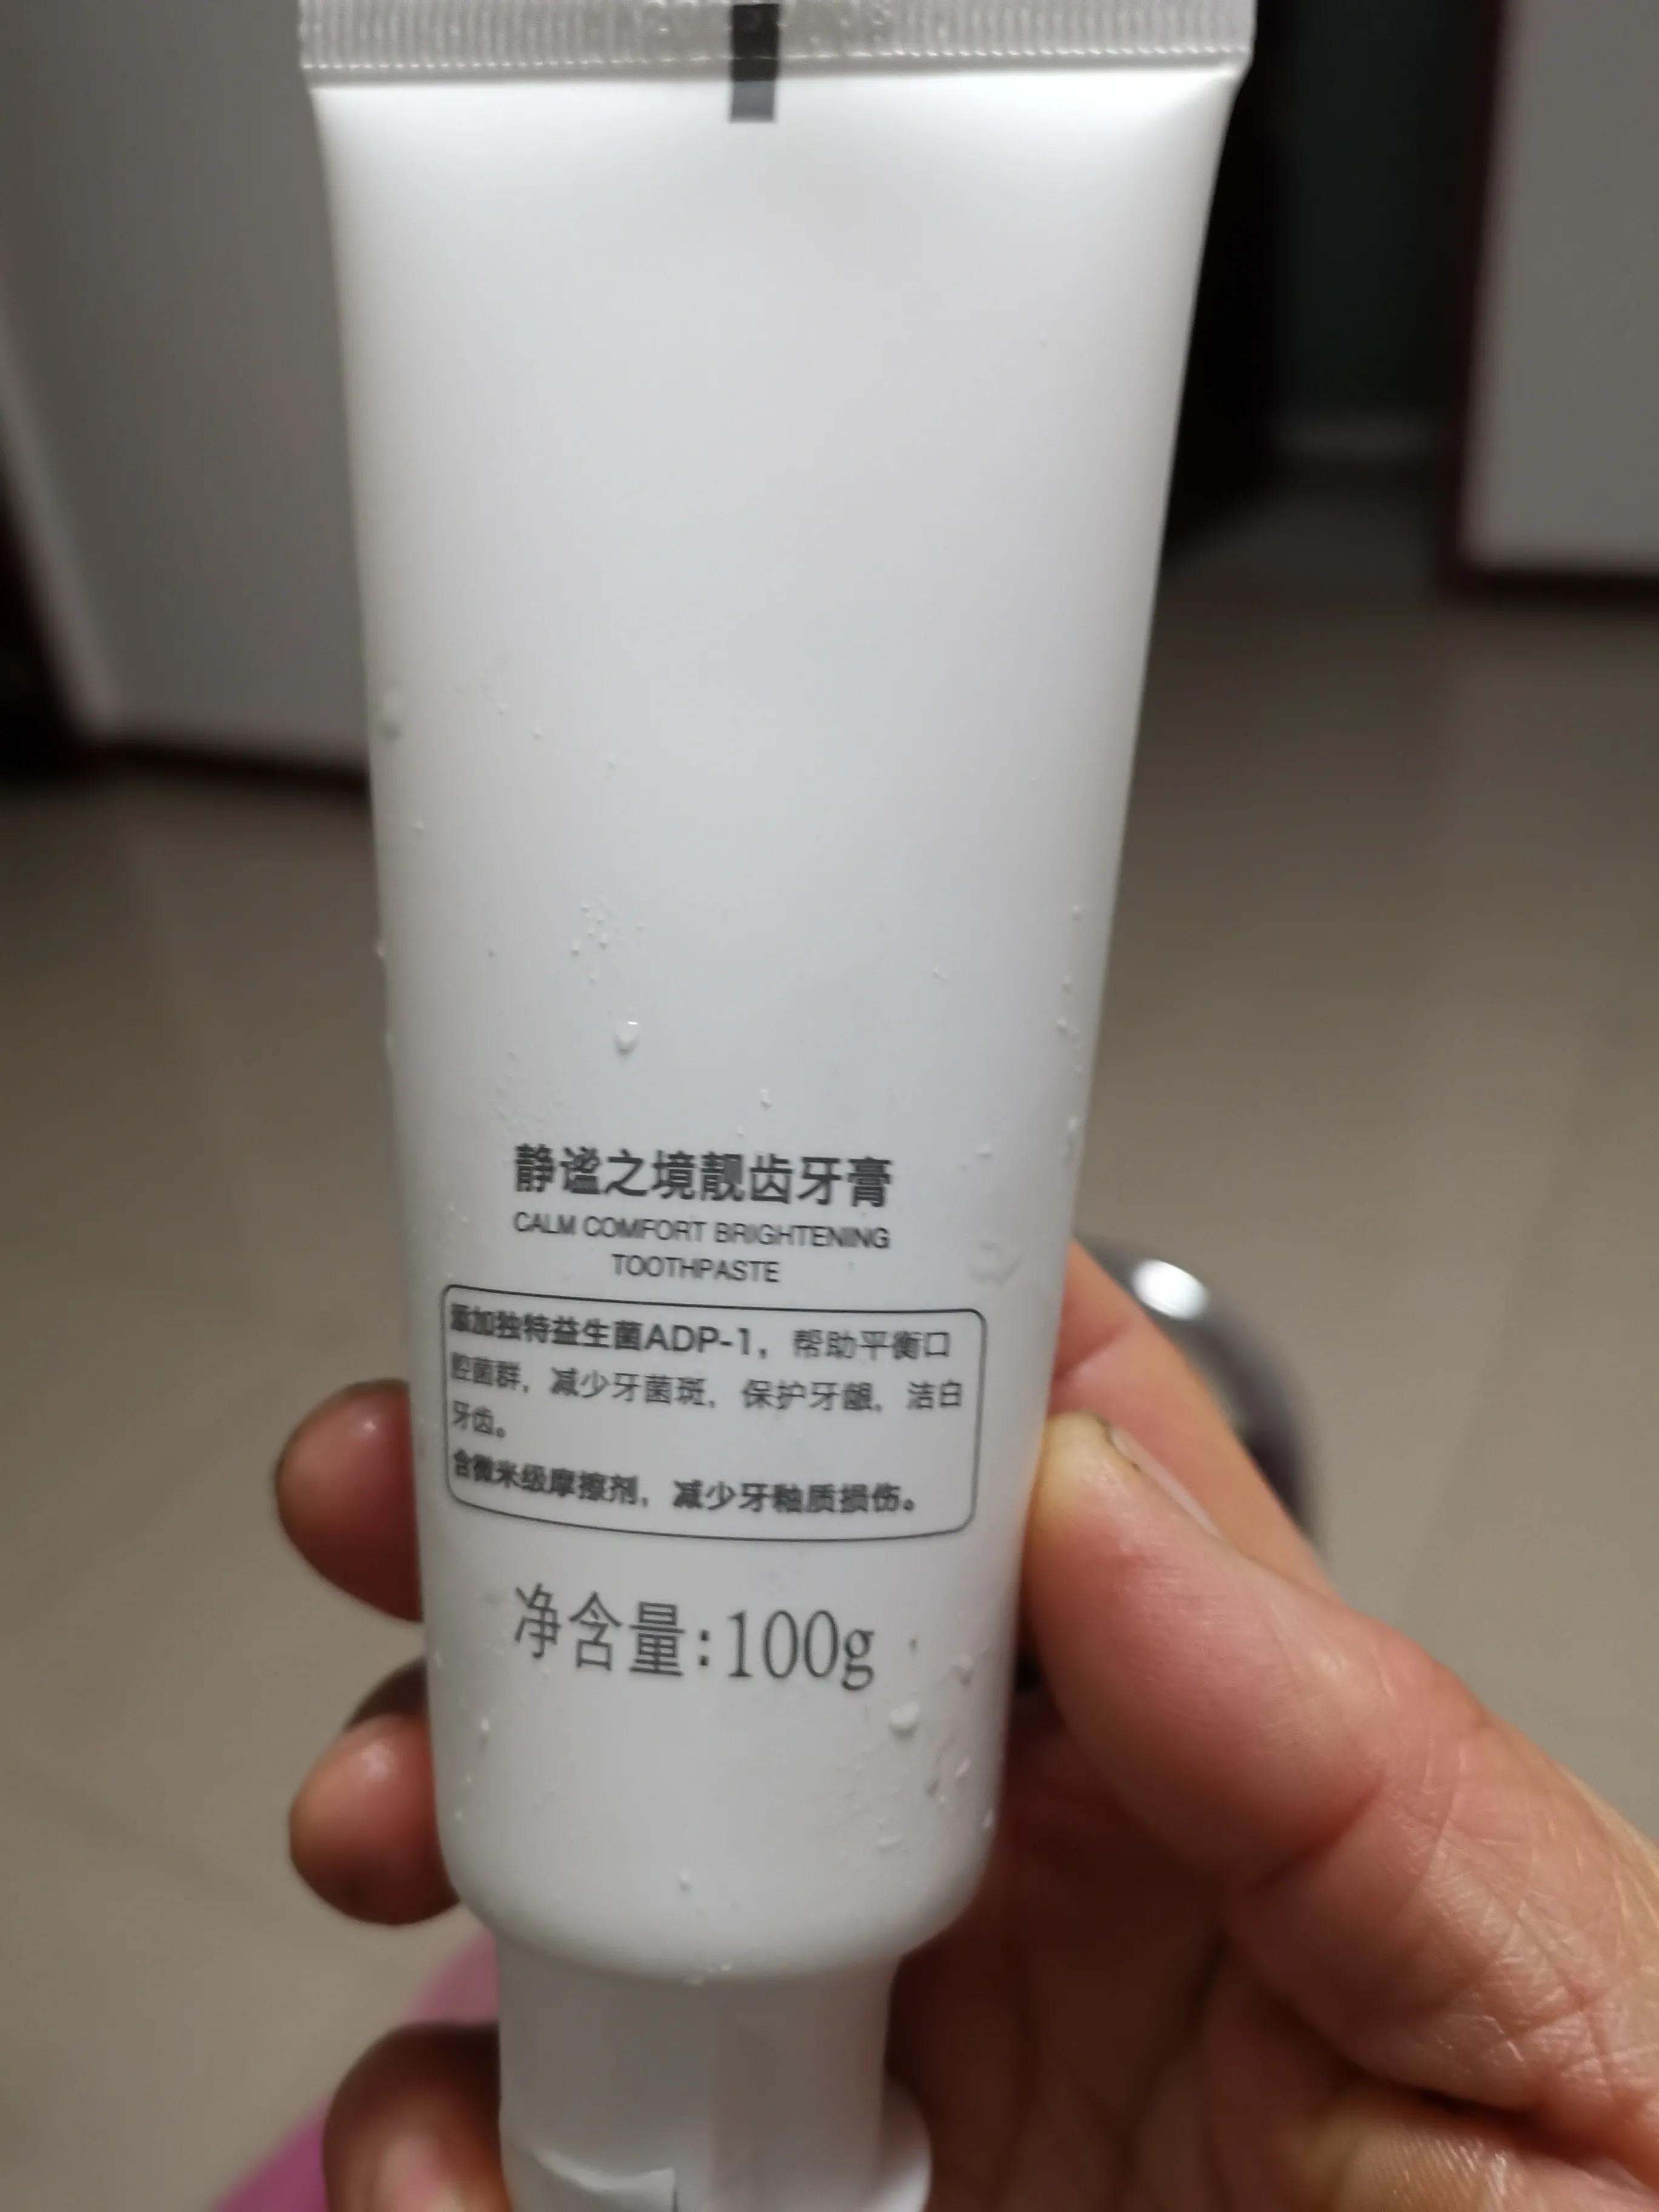 静谧之境靓齿牙膏
CALM COMFORT BRIGHTENING
TOOTHPASTE
添加独特益生菌ADP-1，帮助平衡口
腔菌群，减少牙菌斑，保护牙龈，洁白
牙齿。
含微米级摩擦剂，减少牙釉质损伤。
净含量:100g